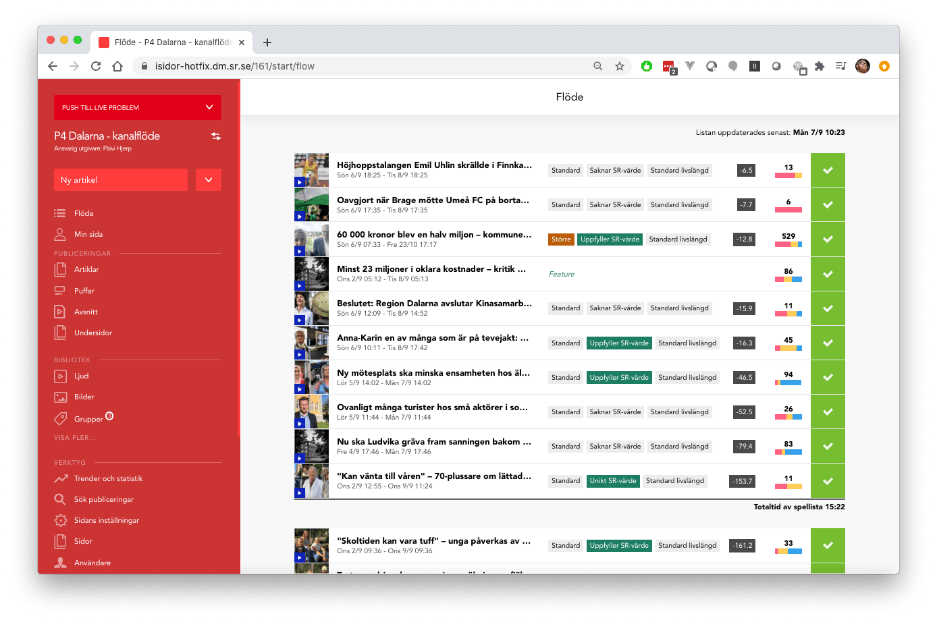 Flöde - P4 Dalarna - kanalflöde
isidor-hotfix.dm.sr.se/161/start/flow
2
PUSH TILL LIVE PROBLEM
P4 Dalarna - kanalflöde
Ansvarig utgivare: Päivi Hjerp.
Ny artikel
Flöde
Min sida
PUBLICERINGAR
Artiklar
Puffar
Avsnitt
Undersidor
BIBLIOTEK
Ljud
Bilder
Grupper
VISA FLER...
VERKTYG
Trender och statistik
Sök publiceringar
Sidans inställningar
Sidor
Användare
Flöde
Listan uppdaterades senast: Mån 7/9 10:23
Höjhoppstalangen Emil Uhlin skrällde i Finnka... Standard Saknar SR-värde Standard livslängd -6.5 13
Sön 6/9 18:25 - Tis 8/9 18:25
Oavgjort när Brage mötte Umeå FC på borta... Standard Saknar SR-värde Standard livslängd -7.7 6
Sön 6/9 17:35 - Tis 8/9 17:35
60 000 kronor blev en halv miljon – kommune... Större Uppfyller SR-värde Standard livslängd -12.8 529
Sön 6/9 07:33 - Fre 23/10 17:17
Minst 23 miljoner i oklara kostnader – kritik ... Feature 86
Ons 2/9 05:12 - Tis 8/9 05:13
Beslutet: Region Dalarna avslutar Kinasamarb... Standard Saknar SR-värde Standard livslängd -15.9 11
Sön 6/9 12:09 - Tis 8/9 14:52
Anna-Karin en av många som är på tevejakt: ... Standard Uppfyller SR-värde Standard livslängd -16.3 45
Sön 6/9 10:11 - Tis 8/9 17:42
Ny mötesplats ska minska ensamheten hos äl... Standard Uppfyller SR-värde Standard livslängd -46.5 94
Lör 5/9 14:02 - Mån 7/9 14:02
Ovanligt många turister hos små aktörer i so... Standard Saknar SR-värde Standard livslängd -52.5 26
Lör 5/9 11:44 - Mån 7/9 11:44
Nu ska Ludvika gräva fram sanningen bakom ... Standard Saknar SR-värde Standard livslängd -79.4 83
Fre 4/9 17:46 - Mån 7/9 17:46
"Kan vänta till våren" – 70-plussare om lättad... Standard Unikt SR-värde Standard livslängd -153.7 11
Ons 2/9 12:55 - Ons 9/9 11:24
Totaltid av spellista 15:22
"Skoltiden kan vara tuff" – unga påverkas av ... Standard Uppfyller SR-värde Standard livslängd -161.2 33
Ons 2/9 09:36 - Ons 9/9 09:36